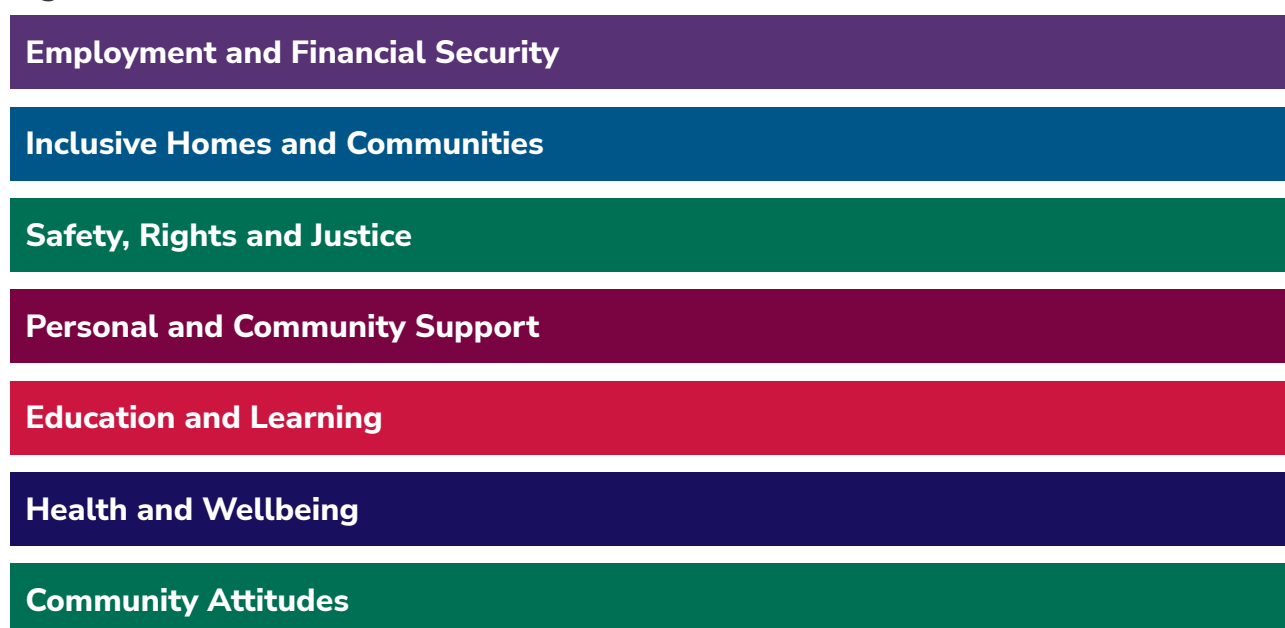 Employment and Financial Security
Inclusive Homes and Communities
Safety, Rights and Justice
Personal and Community Support
Education and Learning
Health and Wellbeing
Community Attitudes